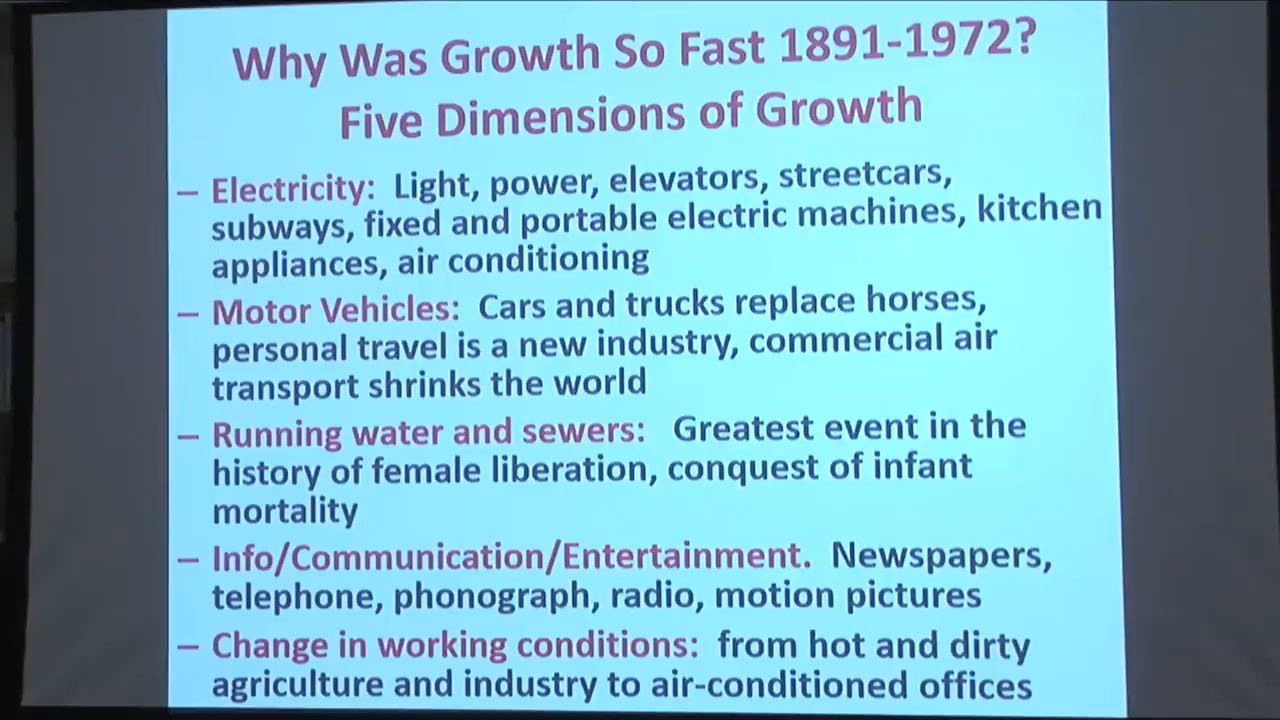 Why Was Growth So Fast 1891-1972?
Five Dimensions of Growth
– Electricity: Light, power, elevators, streetcars,
subways, fixed and portable electric machines, kitchen
appliances, air conditioning
– Motor Vehicles: Cars and trucks replace horses,
personal travel is a new industry, commercial air
transport shrinks the world
– Running water and sewers: Greatest event in the
history of female liberation, conquest of infant
mortality
– Info/Communication/Entertainment. Newspapers,
telephone, phonograph, radio, motion pictures
– Change in working conditions: from hot and dirty
agriculture and industry to air-conditioned offices